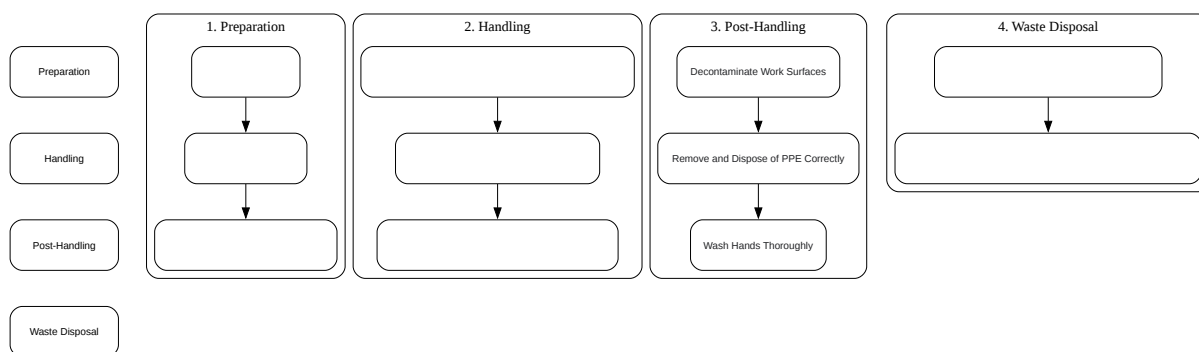 1. Preparation
2. Handling
3. Post-Handling
4. Waste Disposal
Preparation
Decontaminate Work Surfaces
Handling
Remove and Dispose of PPE Correctly
Post-Handling
Wash Hands Thoroughly
Waste Disposal